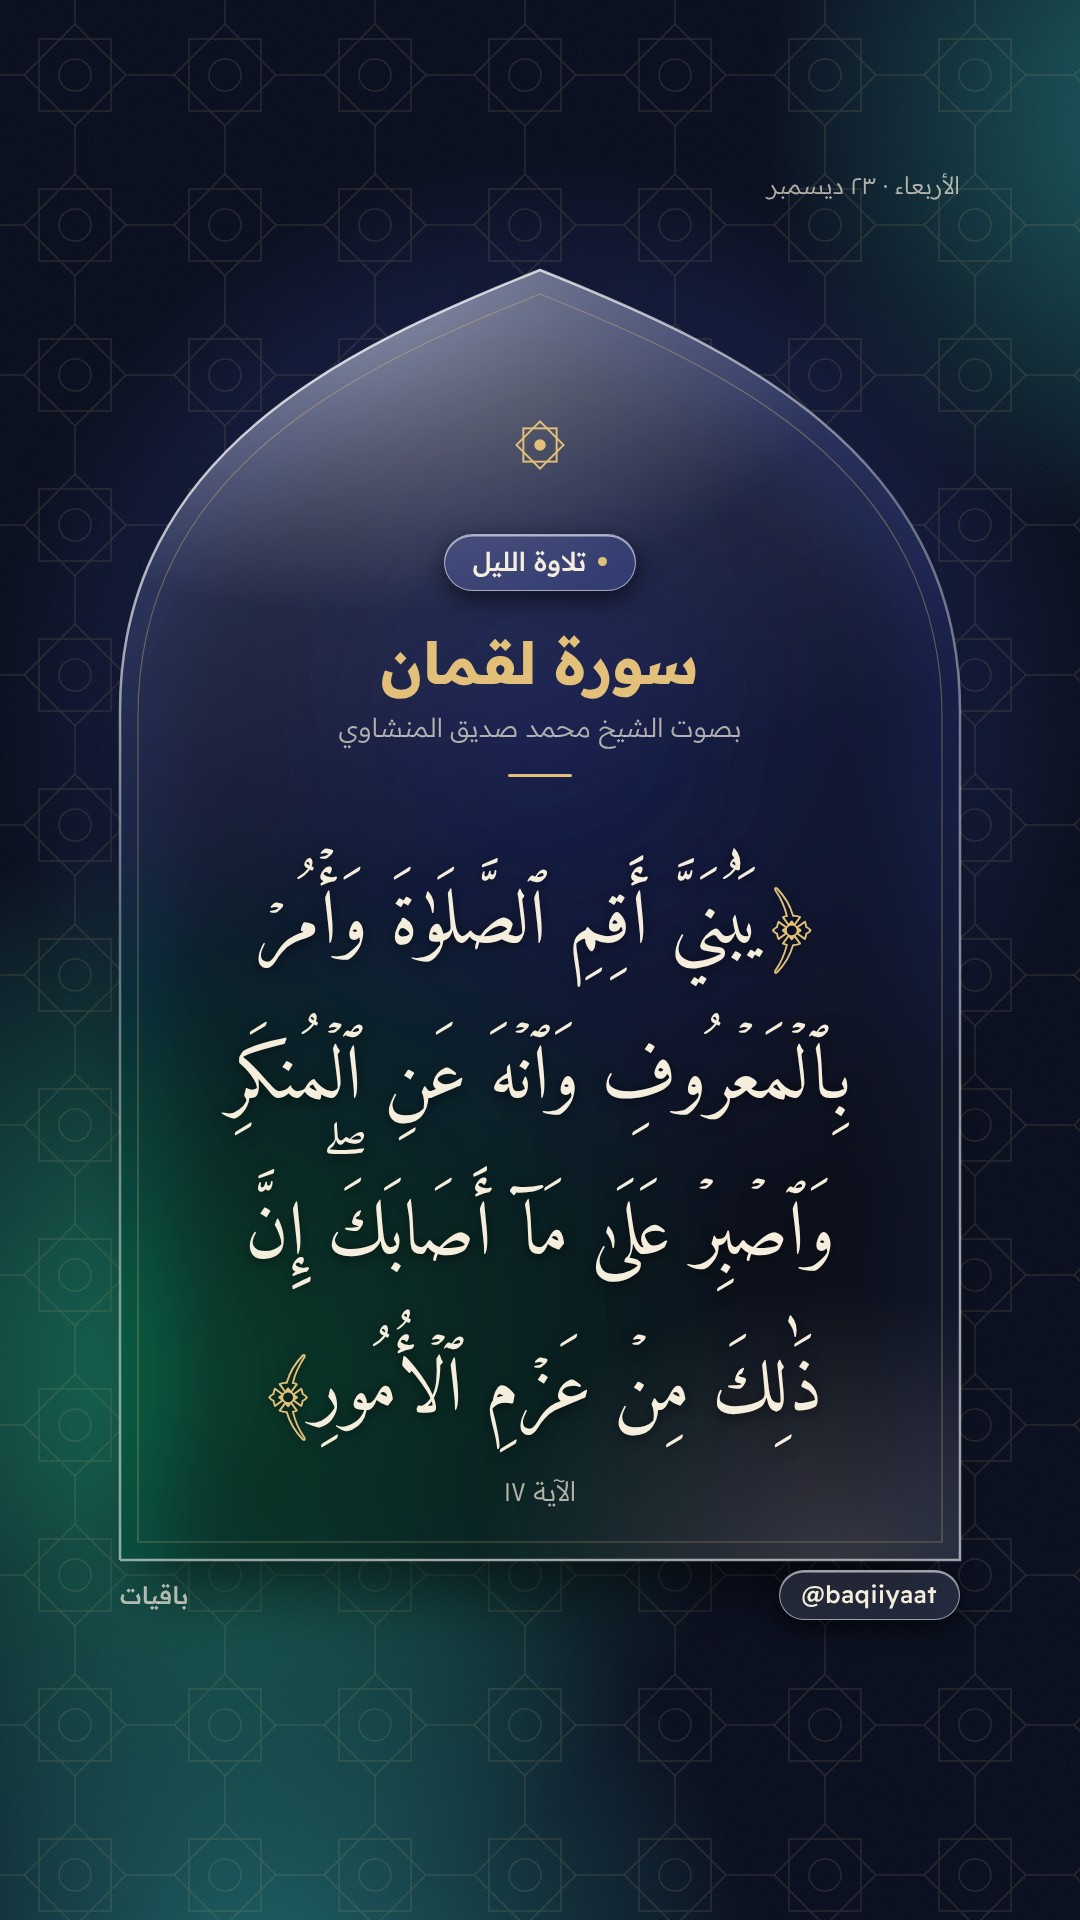 الأربعاء · ٢٣ ديسمبر
• تلاوة الليل
سورة لقمان
بصوت الشيخ محمد صديق المنشاوي
﴿يَٰبُنَيَّ أَقِمِ ٱلصَّلَوٰةَ وَأۡمُرۡ
بِٱلۡمَعۡرُوفِ وَٱنۡهَ عَنِ ٱلۡمُنكَرِ
وَٱصۡبِرۡ عَلَىٰ مَآ أَصَابَكَۖ إِنَّ
ذَٰلِكَ مِنۡ عَزۡمِ ٱلۡأُمُورِ﴾
الآية ١٧
@baqiiyaat
باقيات